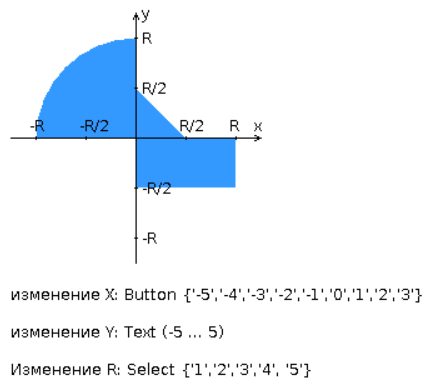 y
R
R/2
-R
-R/2
R/2
R
x
-R/2
-R
изменение X: Button {'-5','-4','-3','-2','-1','0','1','2','3'}
изменение Y: Text (-5 ... 5)
Изменение R: Select {'1','2','3','4', '5'}